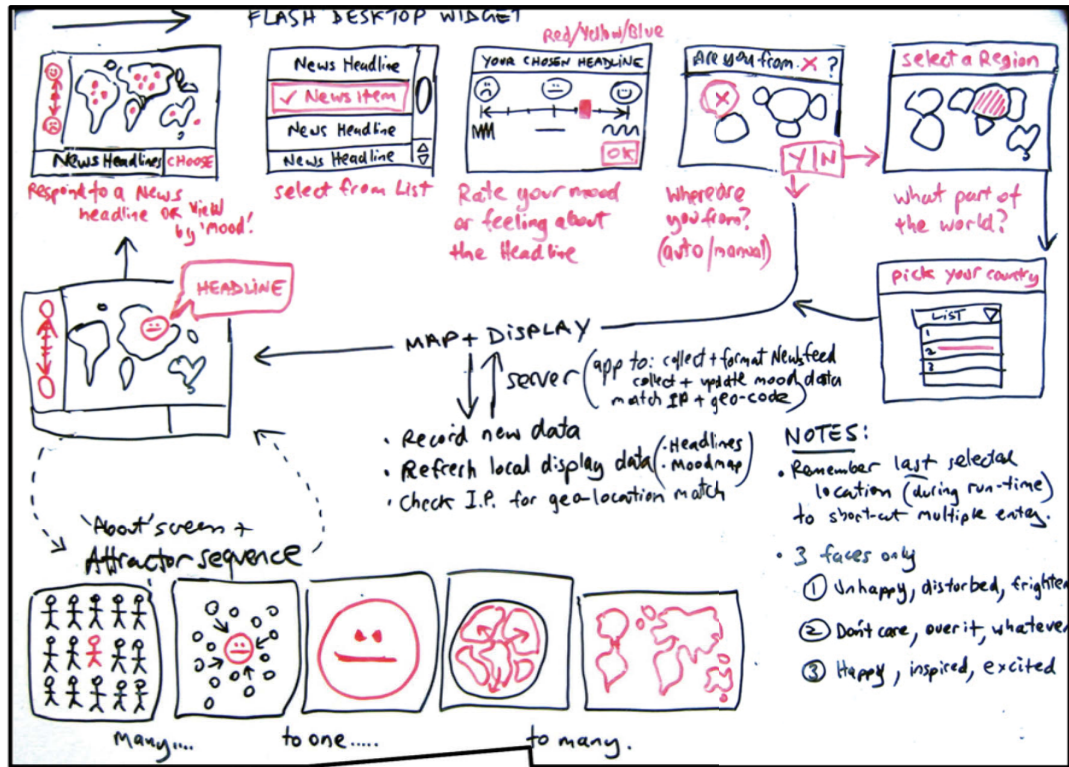 FLASH DESKTOP WIDGET
News Headlines
CHOOSE
Respond to a News
headline OR View
by 'mood!
News Headline
✓ News Item
News Headline
News Headline
select from List
Red/Yellow/Blue
YOUR CHOSEN HEADLINE
OK
Rate your mood
or feeling about
the Headline
Are you from X ?
X
Y|N
Where are
you from?
(auto/manual)
select a Region
What part of
the world?
pick your country
LIST
1
2
3
HEADLINE
MAP + DISPLAY
server
(app to: collect + format Newsfeed
collect + update mood data
match I.P + geo-code)
• Record new data
• Refresh local display data (• Headlines
• Moodmap)
• Check I.P. for geo-location match
NOTES:
• Remember last selected
location (during run-time)
to short-cut multiple entry.
• 3 faces only
① Unhappy, distorbed, frighten
② Don't care, over it, whatever
③ Happy, inspired, excited
'About' screen +
Attractor sequence
Many....
to one.....
to many.